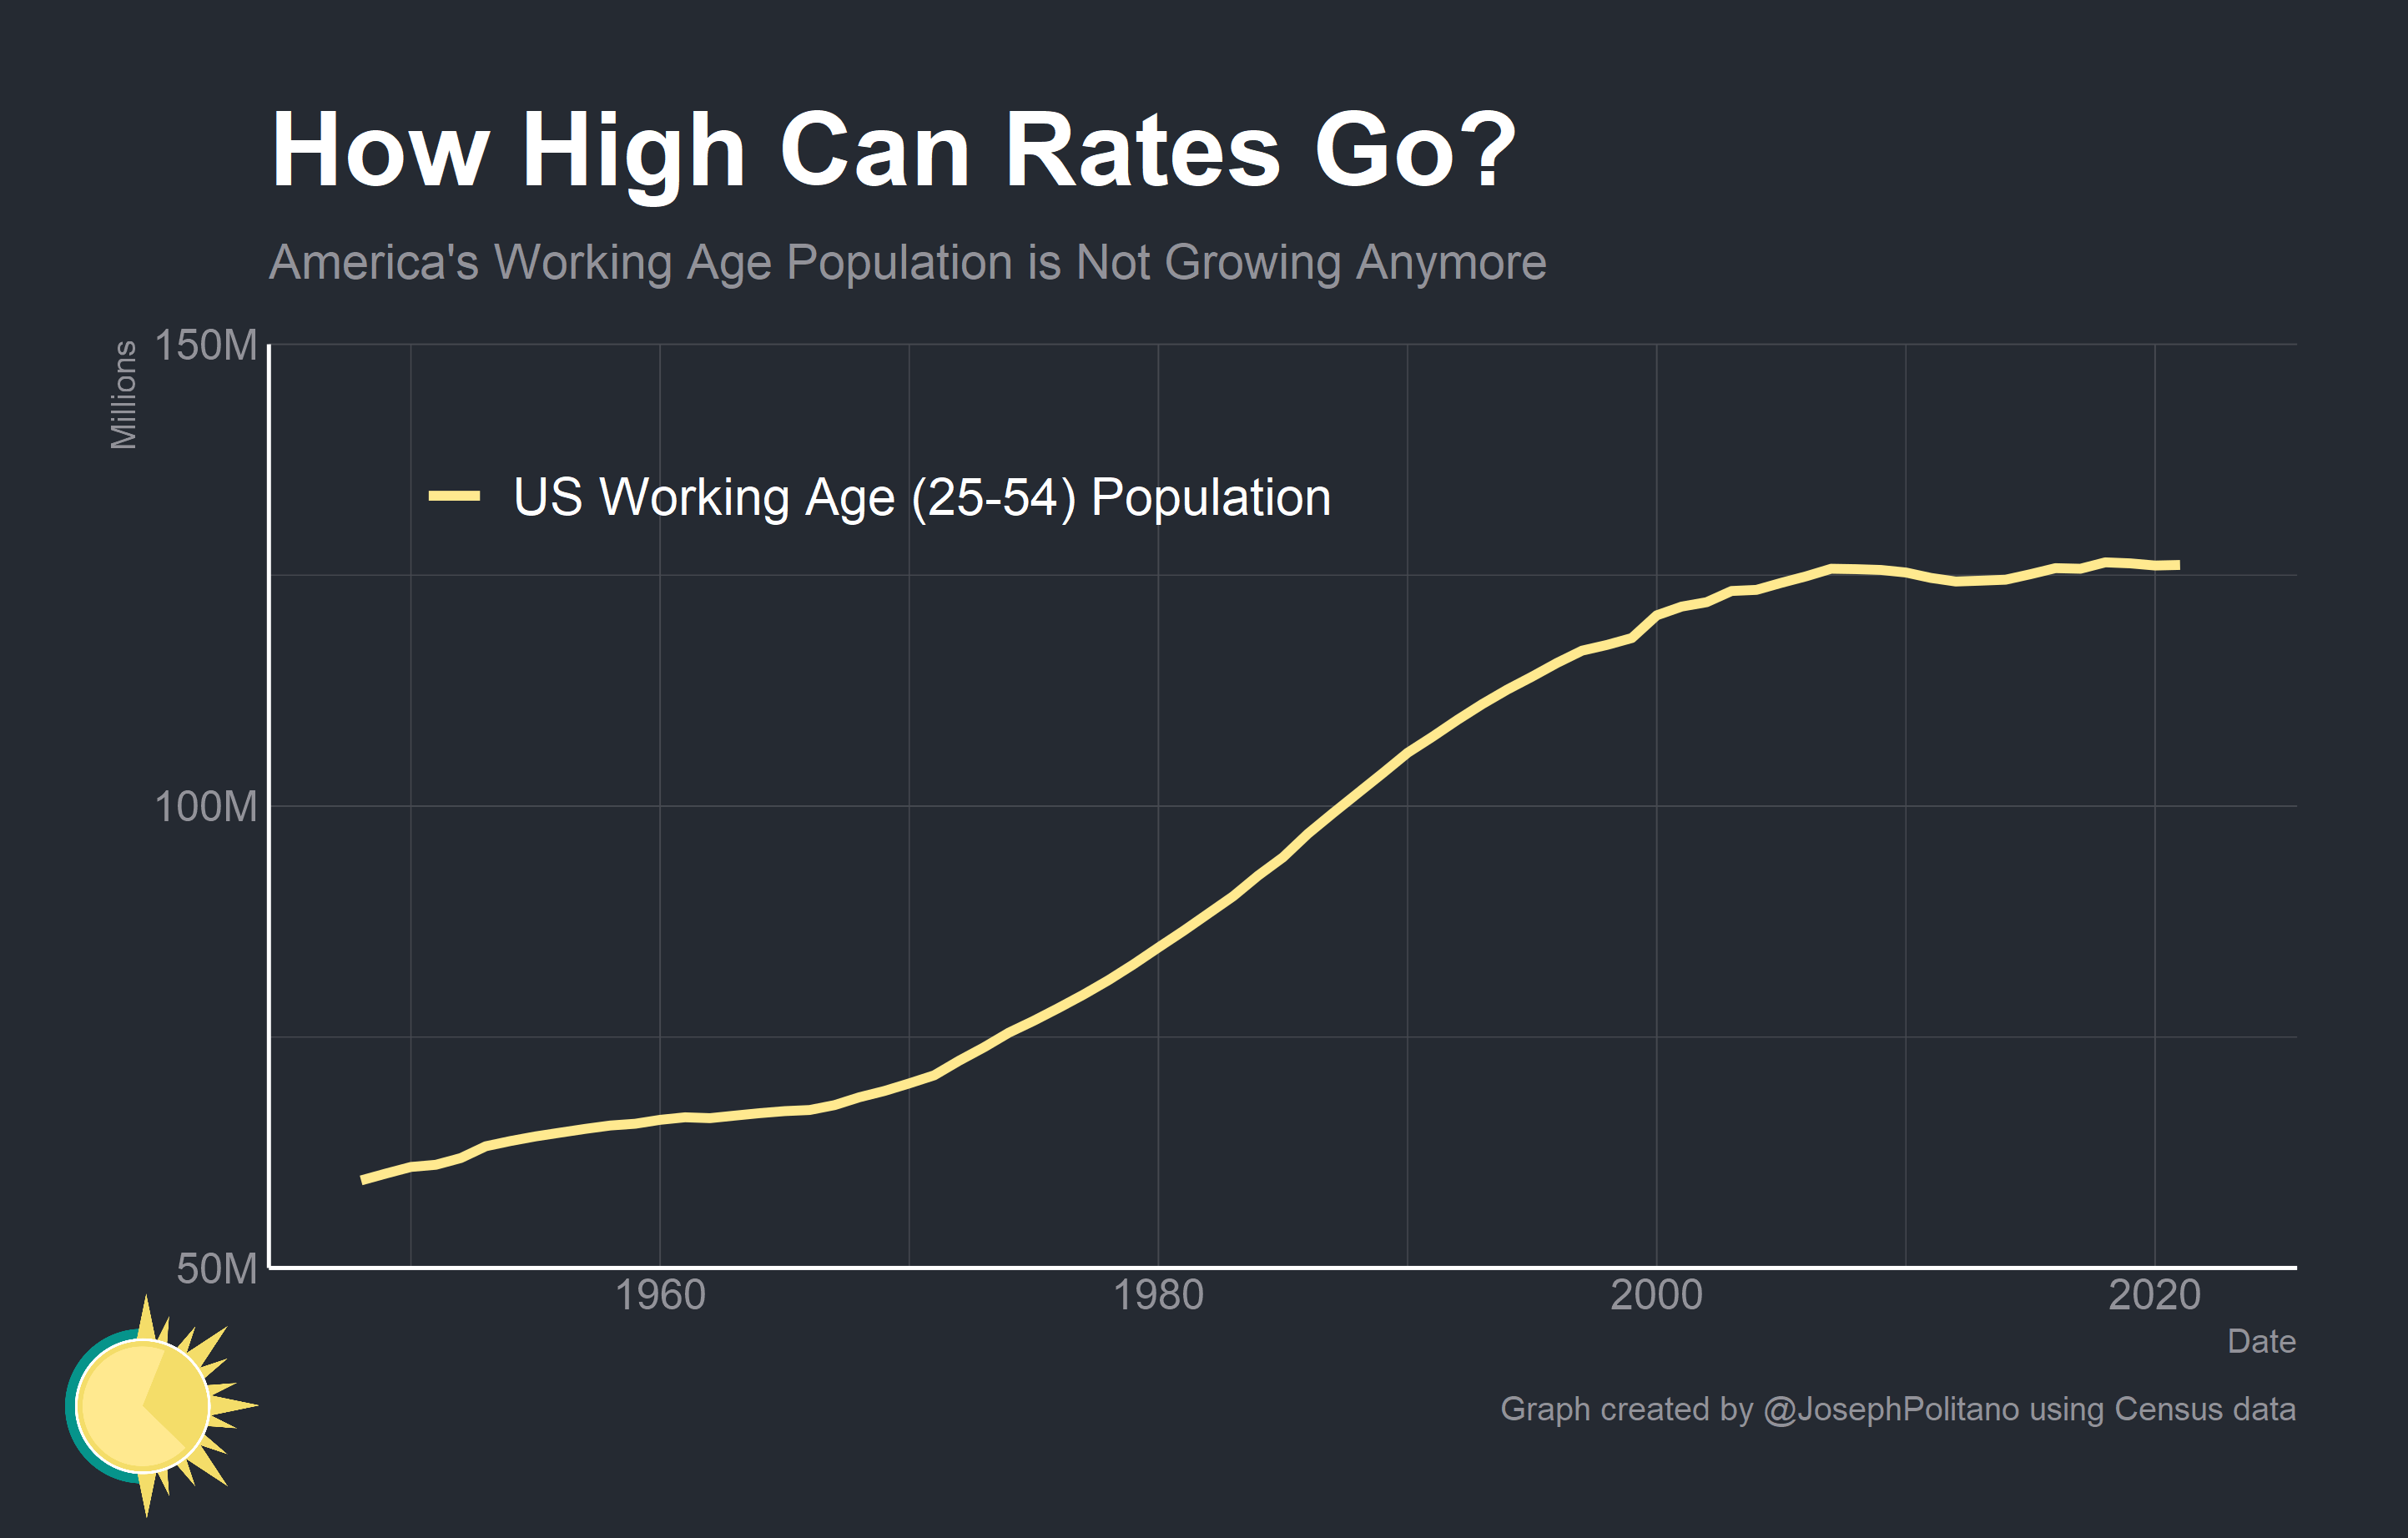 How High Can Rates Go?
America's Working Age Population is Not Growing Anymore
Millions
150M
US Working Age (25-54) Population
100M
50M
1960 1980 2000 2020
Date
Graph created by @JosephPolitano using Census data